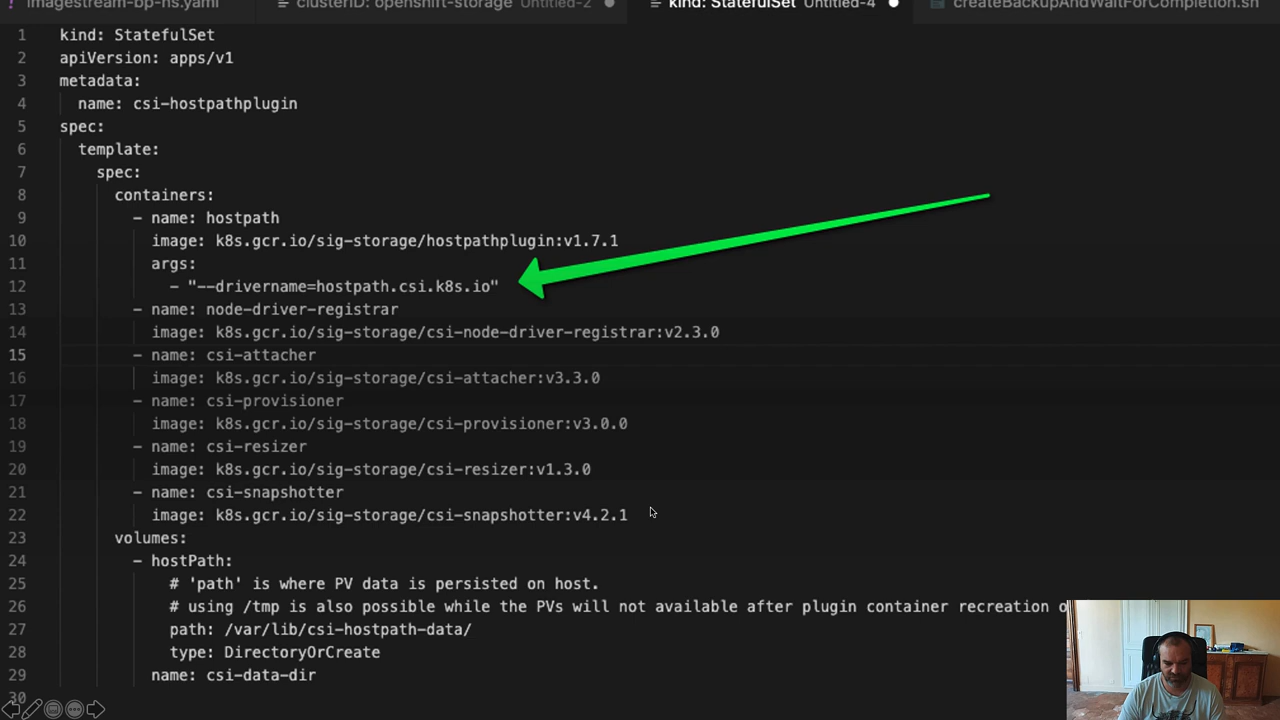 imagestream-bp-ns.yaml
clusterID: openshift-storage Untitled-2
kind: StatefulSet Untitled-4
createBackupAndWaitForCompletion.sh
1 kind: StatefulSet
2 apiVersion: apps/v1
3 metadata:
4 name: csi-hostpathplugin
5 spec:
6 template:
7 spec:
8 containers:
9 - name: hostpath
10 image: k8s.gcr.io/sig-storage/hostpathplugin:v1.7.1
11 args:
12 - "--drivername=hostpath.csi.k8s.io"
13 - name: node-driver-registrar
14 image: k8s.gcr.io/sig-storage/csi-node-driver-registrar:v2.3.0
15 - name: csi-attacher
16 image: k8s.gcr.io/sig-storage/csi-attacher:v3.3.0
17 - name: csi-provisioner
18 image: k8s.gcr.io/sig-storage/csi-provisioner:v3.0.0
19 - name: csi-resizer
20 image: k8s.gcr.io/sig-storage/csi-resizer:v1.3.0
21 - name: csi-snapshotter
22 image: k8s.gcr.io/sig-storage/csi-snapshotter:v4.2.1
23 volumes:
24 - hostPath:
25 # 'path' is where PV data is persisted on host.
26 # using /tmp is also possible while the PVs will not available after plugin container recreation
27 path: /var/lib/csi-hostpath-data/
28 type: DirectoryOrCreate
29 name: csi-data-dir
30